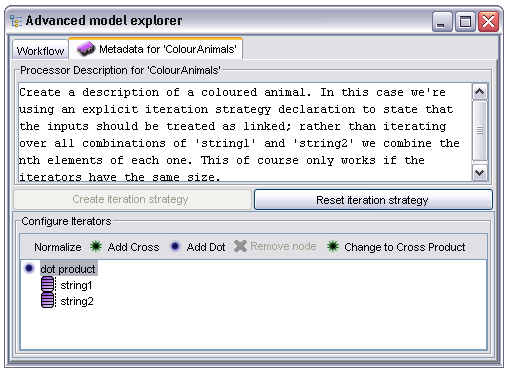 Advanced model explorer
Workflow
Metadata for 'ColourAnimals'
Processor Description for 'ColourAnimals'
Create a description of a coloured animal. In this case we're
using an explicit iteration strategy declaration to state that
the inputs should be treated as linked; rather than iterating
over all combinations of 'string1' and 'string2' we combine the
nth elements of each one. This of course only works if the
iterators have the same size.
Create iteration strategy
Reset iteration strategy
Configure Iterators
Normalize Add Cross Add Dot Remove node Change to Cross Product
dot product
string1
string2